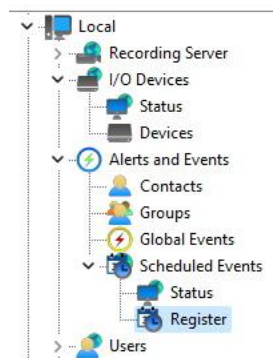 Local
Recording Server
I/O Devices
Status
Devices
Alerts and Events
Contacts
Groups
Global Events
Scheduled Events
Status
Register
Users